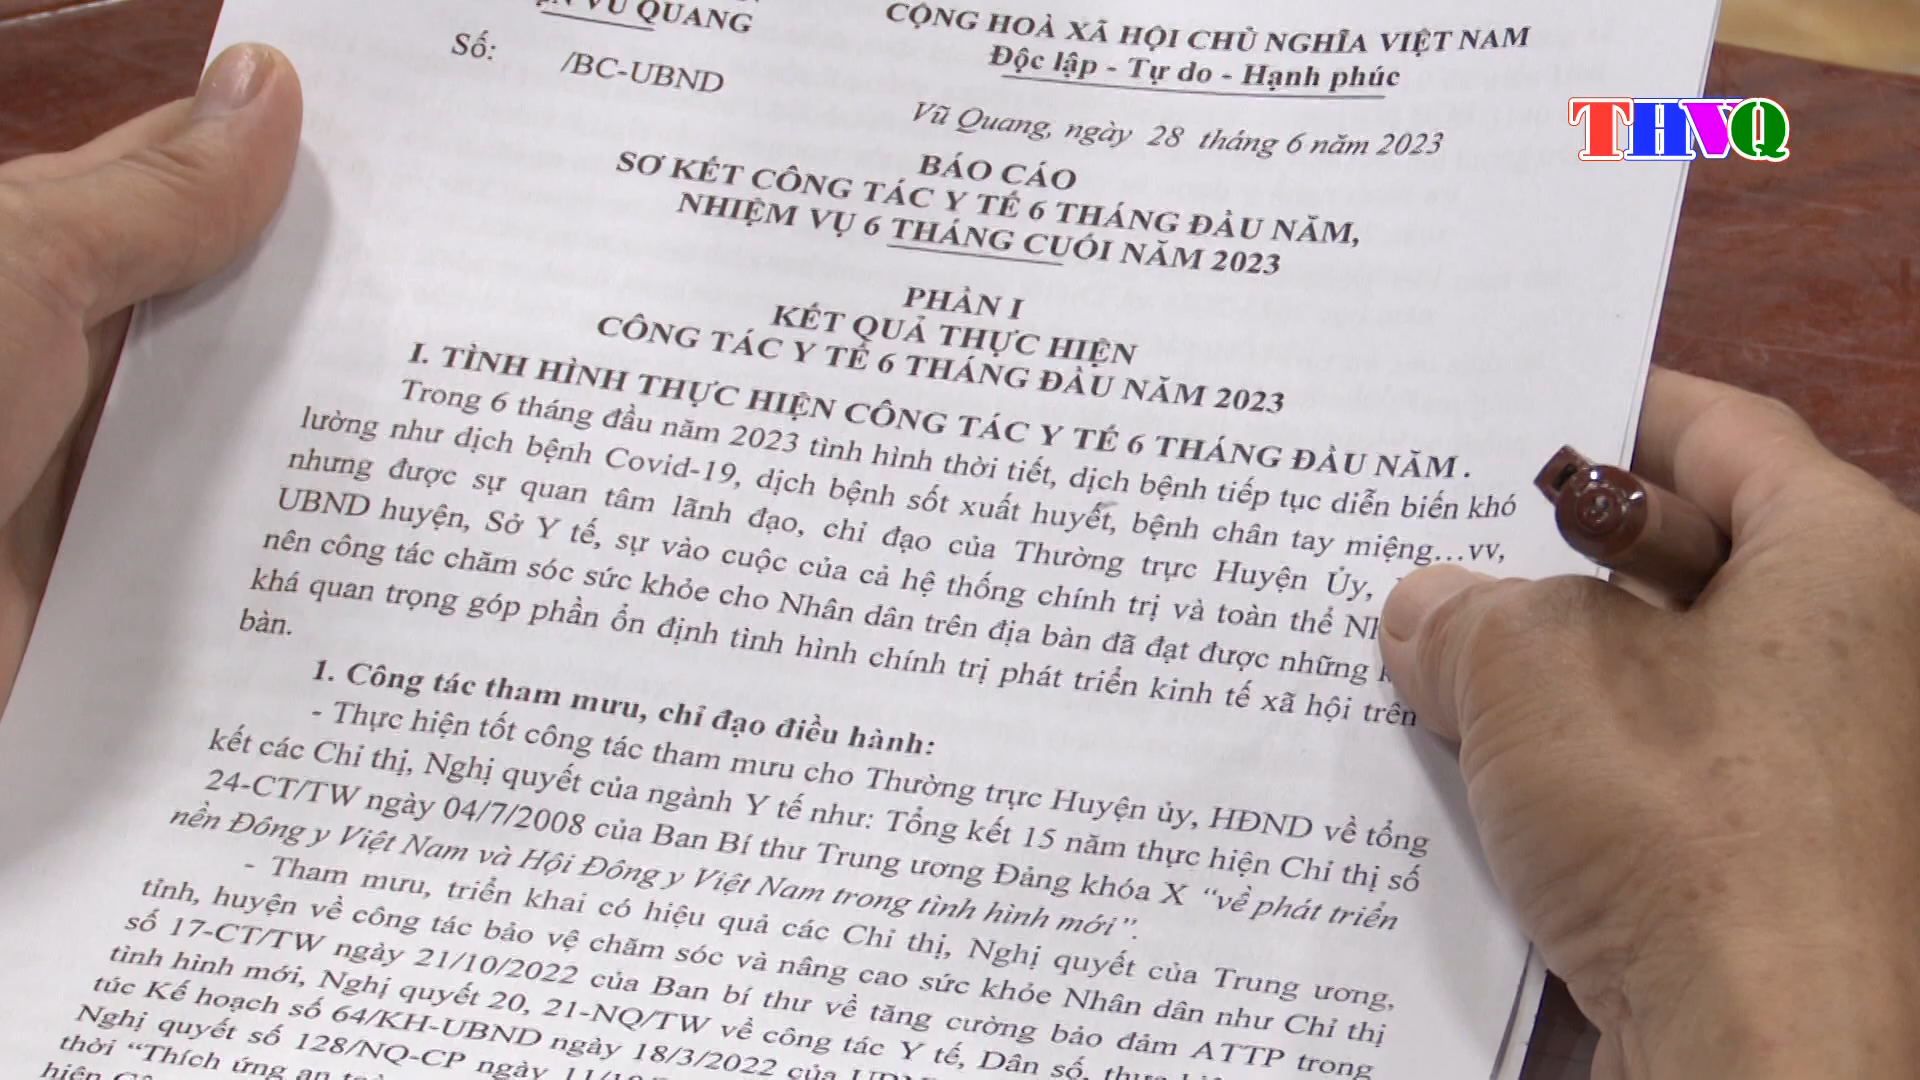 VŨ QUANG
Số: /BC-UBND
CỘNG HOÀ XÃ HỘI CHỦ NGHĨA VIỆT NAM
Độc lập - Tự do - Hạnh phúc
Vũ Quang, ngày 28 tháng 6 năm 2023
THVQ
BÁO CÁO
SƠ KẾT CÔNG TÁC Y TẾ 6 THÁNG ĐẦU NĂM,
NHIỆM VỤ 6 THÁNG CUỐI NĂM 2023
PHẦN I
KẾT QUẢ THỰC HIỆN
CÔNG TÁC Y TẾ 6 THÁNG ĐẦU NĂM 2023
I. TÌNH HÌNH THỰC HIỆN CÔNG TÁC Y TẾ 6 THÁNG ĐẦU NĂM .
Trong 6 tháng đầu năm 2023 tình hình thời tiết, dịch bệnh tiếp tục diễn biến khó
lường như dịch bệnh Covid-19, dịch bệnh sốt xuất huyết, bệnh chân tay miệng…vv,
nhưng được sự quan tâm lãnh đạo, chỉ đạo của Thường trực Huyện Ủy,
UBND huyện, Sở Y tế, sự vào cuộc của cả hệ thống chính trị và toàn thể
nên công tác chăm sóc sức khỏe cho Nhân dân trên địa bàn đã đạt được những
khá quan trọng góp phần ổn định tình hình chính trị phát triển kinh tế xã hội trên
bàn.
1. Công tác tham mưu, chỉ đạo điều hành:
- Thực hiện tốt công tác tham mưu cho Thường trực Huyện ủy, HĐND về tổng
kết các Chỉ thị, Nghị quyết của ngành Y tế như: Tổng kết 15 năm thực hiện Chỉ thị số
24-CT/TW ngày 04/7/2008 của Ban Bí thư Trung ương Đảng khóa X “về phát triển
nền Đông y Việt Nam và Hội Đông y Việt Nam trong tình hình mới”.
- Tham mưu, triển khai có hiệu quả các Chỉ thị, Nghị quyết của Trung ương,
tỉnh, huyện về công tác bảo vệ chăm sóc và nâng cao sức khỏe Nhân dân như Chỉ thị
số 17-CT/TW ngày 21/10/2022 của Ban bí thư về tăng cường bảo đảm ATTP trong
tình hình mới, Nghị quyết 20, 21-NQ/TW về công tác Y tế, Dân số,
túc Kế hoạch số 64/KH-UBND ngày 18/3/2022 của
Nghị quyết số 128/NQ-CP ngày
thời “Thích ứng an
hiện